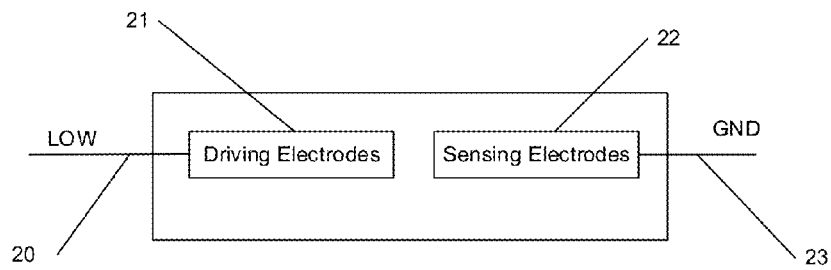 21
22
LOW
GND
Driving Electrodes
Sensing Electrodes
20
23